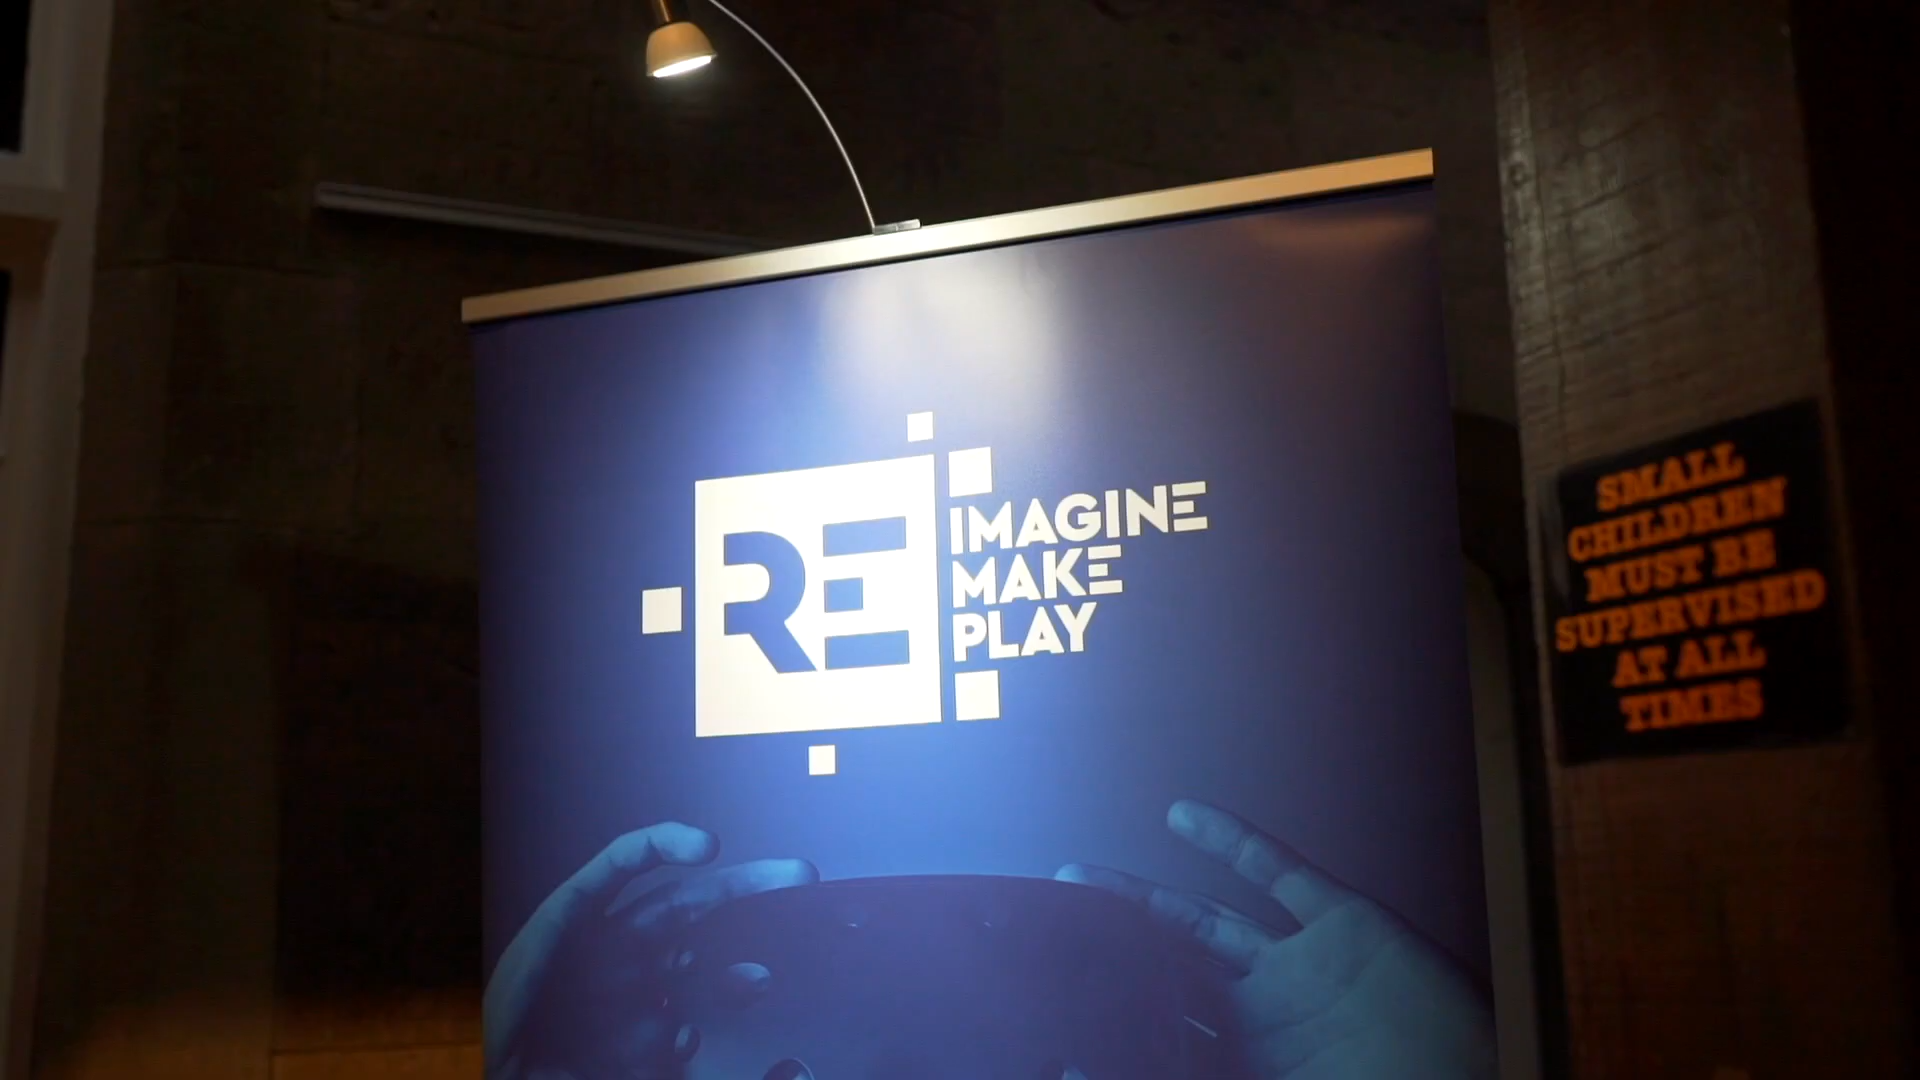 RE
IMAGINE
MAKE
PLAY
SMALL
CHILDREN
MUST BE
SUPERVISED
AT ALL
TIMES